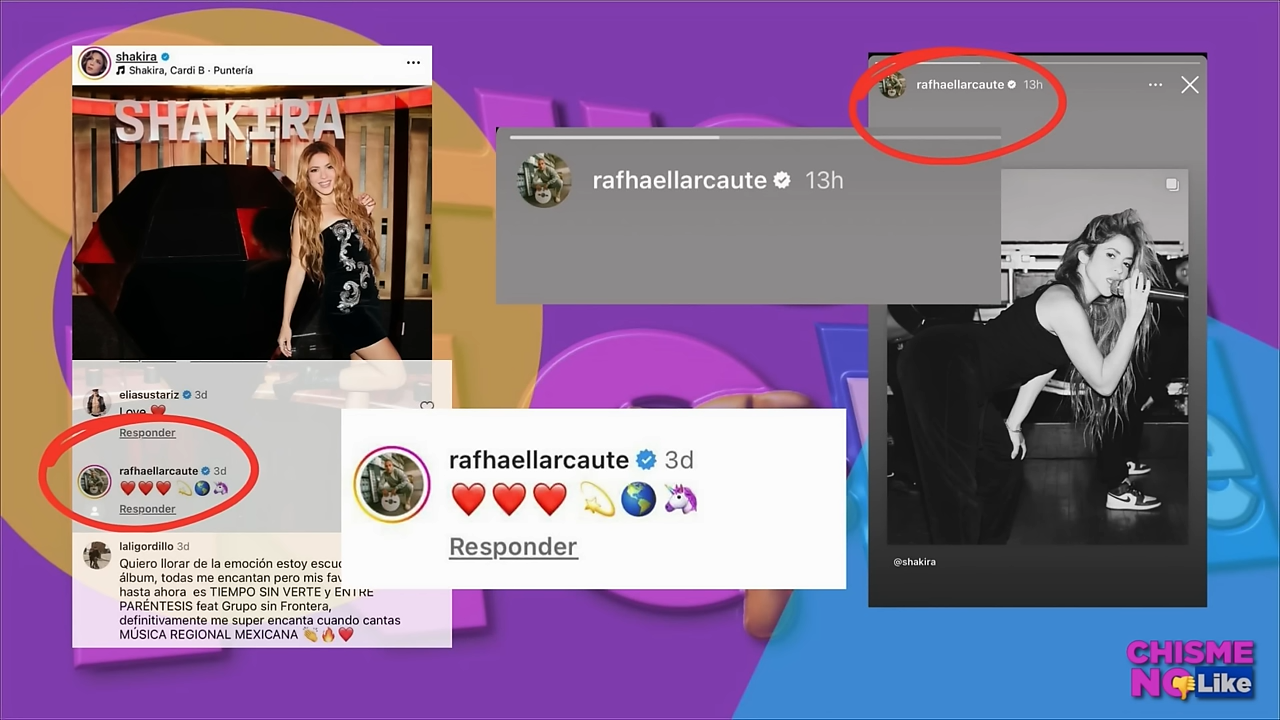 shakira
Shakira, Cardi B · Puntería
SHAKIRA
eliasustariz 3d
Love ❤️
Responder
rafhaellarcaute 3d
❤️❤️❤️ 💫🌎🦄
Responder
laligordillo 3d
Quiero llorar de la emoción estoy escu
álbum, todas me encantan pero mis fav
hasta ahora es TIEMPO SIN VERTE y ENTRE
PARÉNTESIS feat Grupo sin Frontera,
definitivamente me super encanta cuando cantas
MÚSICA REGIONAL MEXICANA 👏🔥❤️
rafhaellarcaute 13h
rafhaellarcaute 3d
❤️❤️❤️ 💫🌎🦄
Responder
rafhaellarcaute 13h
@shakira
CHISME
NO Like